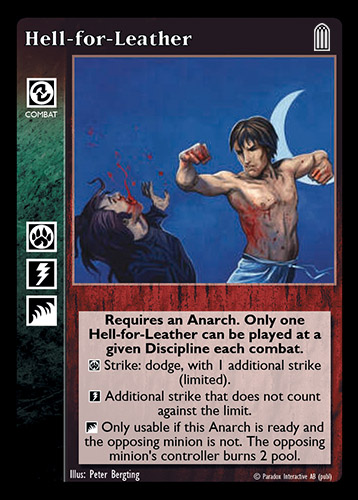 Hell-for-Leather
COMBAT
Requires an Anarch. Only one
Hell-for-Leather can be played at a
given Discipline each combat.
Strike: dodge, with 1 additional strike
(limited).
Additional strike that does not count
against the limit.
Only usable if this Anarch is ready and
the opposing minion is not. The opposing
minion's controller burns 2 pool.
Illus: Peter Bergting
© Paradox Interactive AB (publ)